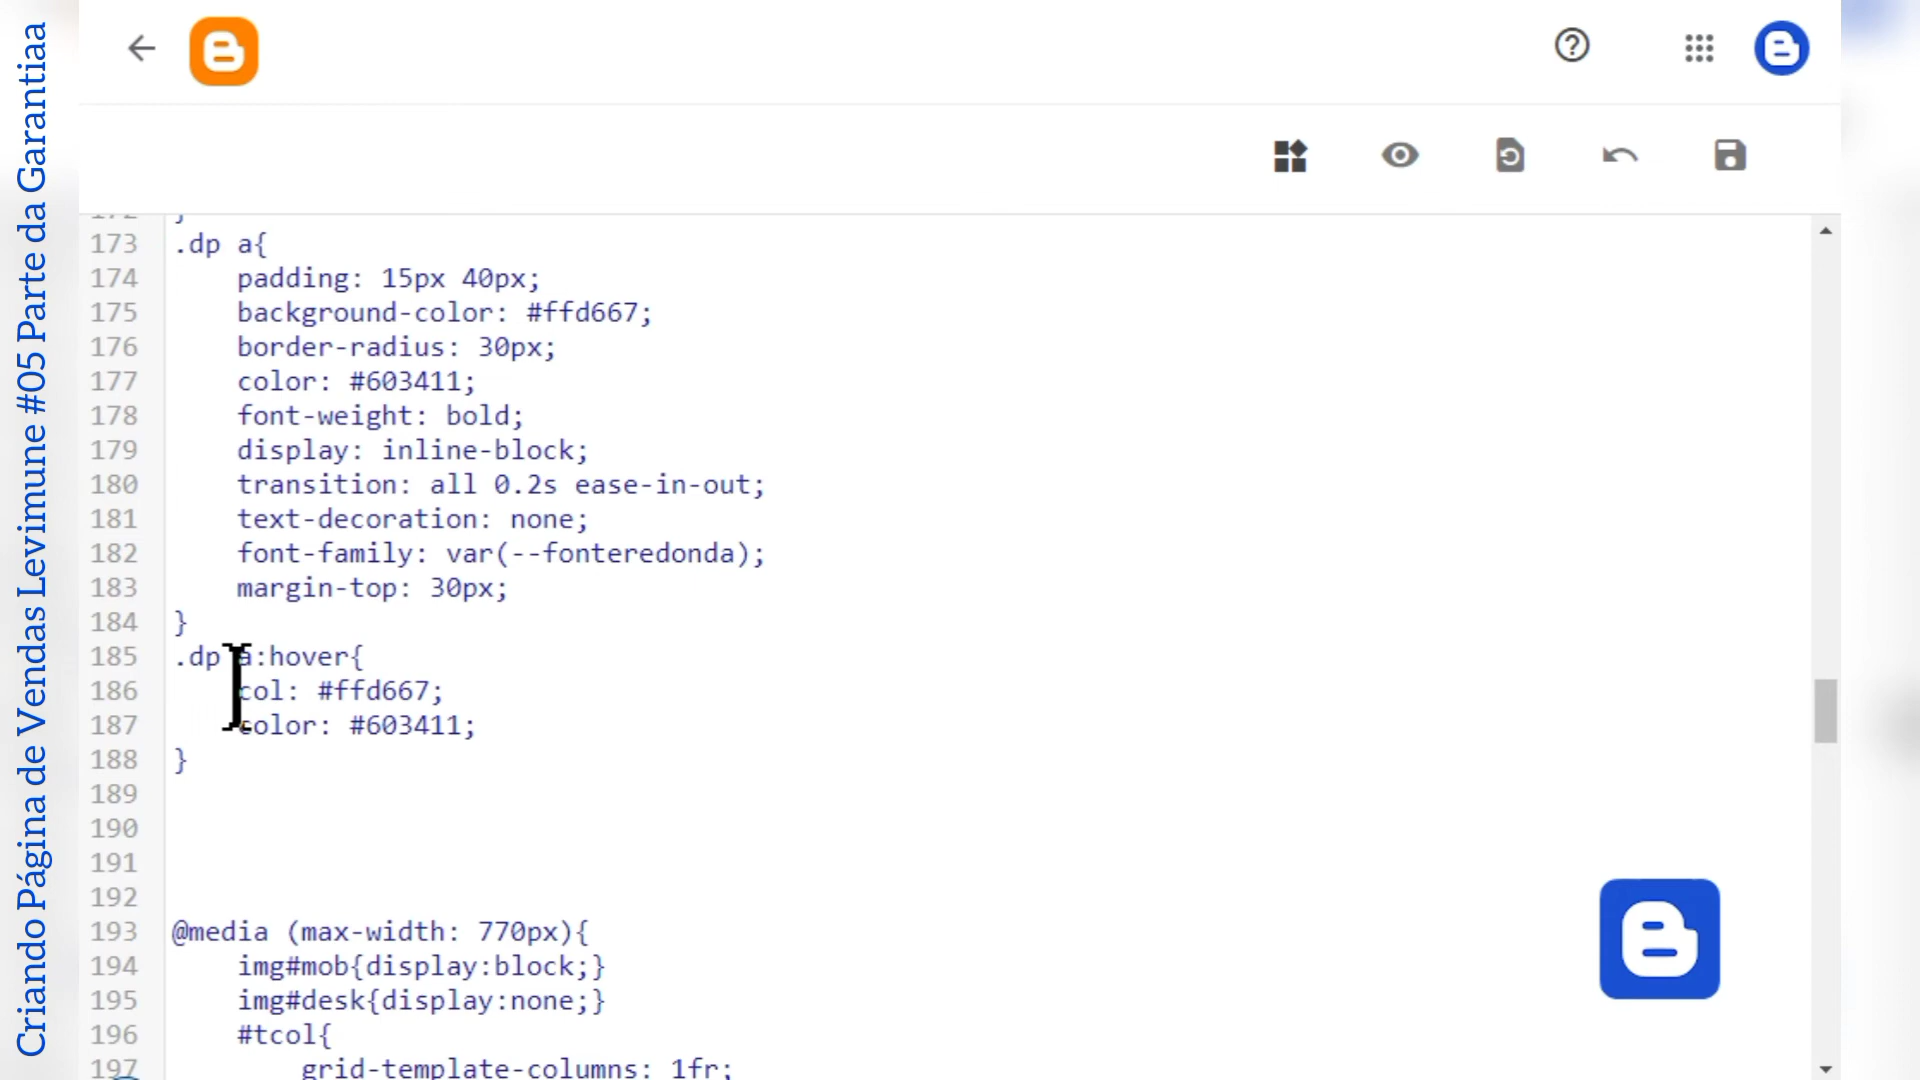 Criando Página de Vendas Levimune #05 Parte da Garantiaa
172 }
173 .dp a{
174 padding: 15px 40px;
175 background-color: #ffd667;
176 border-radius: 30px;
177 color: #603411;
178 font-weight: bold;
179 display: inline-block;
180 transition: all 0.2s ease-in-out;
181 text-decoration: none;
182 font-family: var(--fonteredonda);
183 margin-top: 30px;
184 }
185 .dp a:hover{
186 col: #ffd667;
187 color: #603411;
188 }
189
190
191
192
193 @media (max-width: 770px){
194 img#mob{display:block;}
195 img#desk{display:none;}
196 #tcol{
197 grid-template-columns: 1fr;